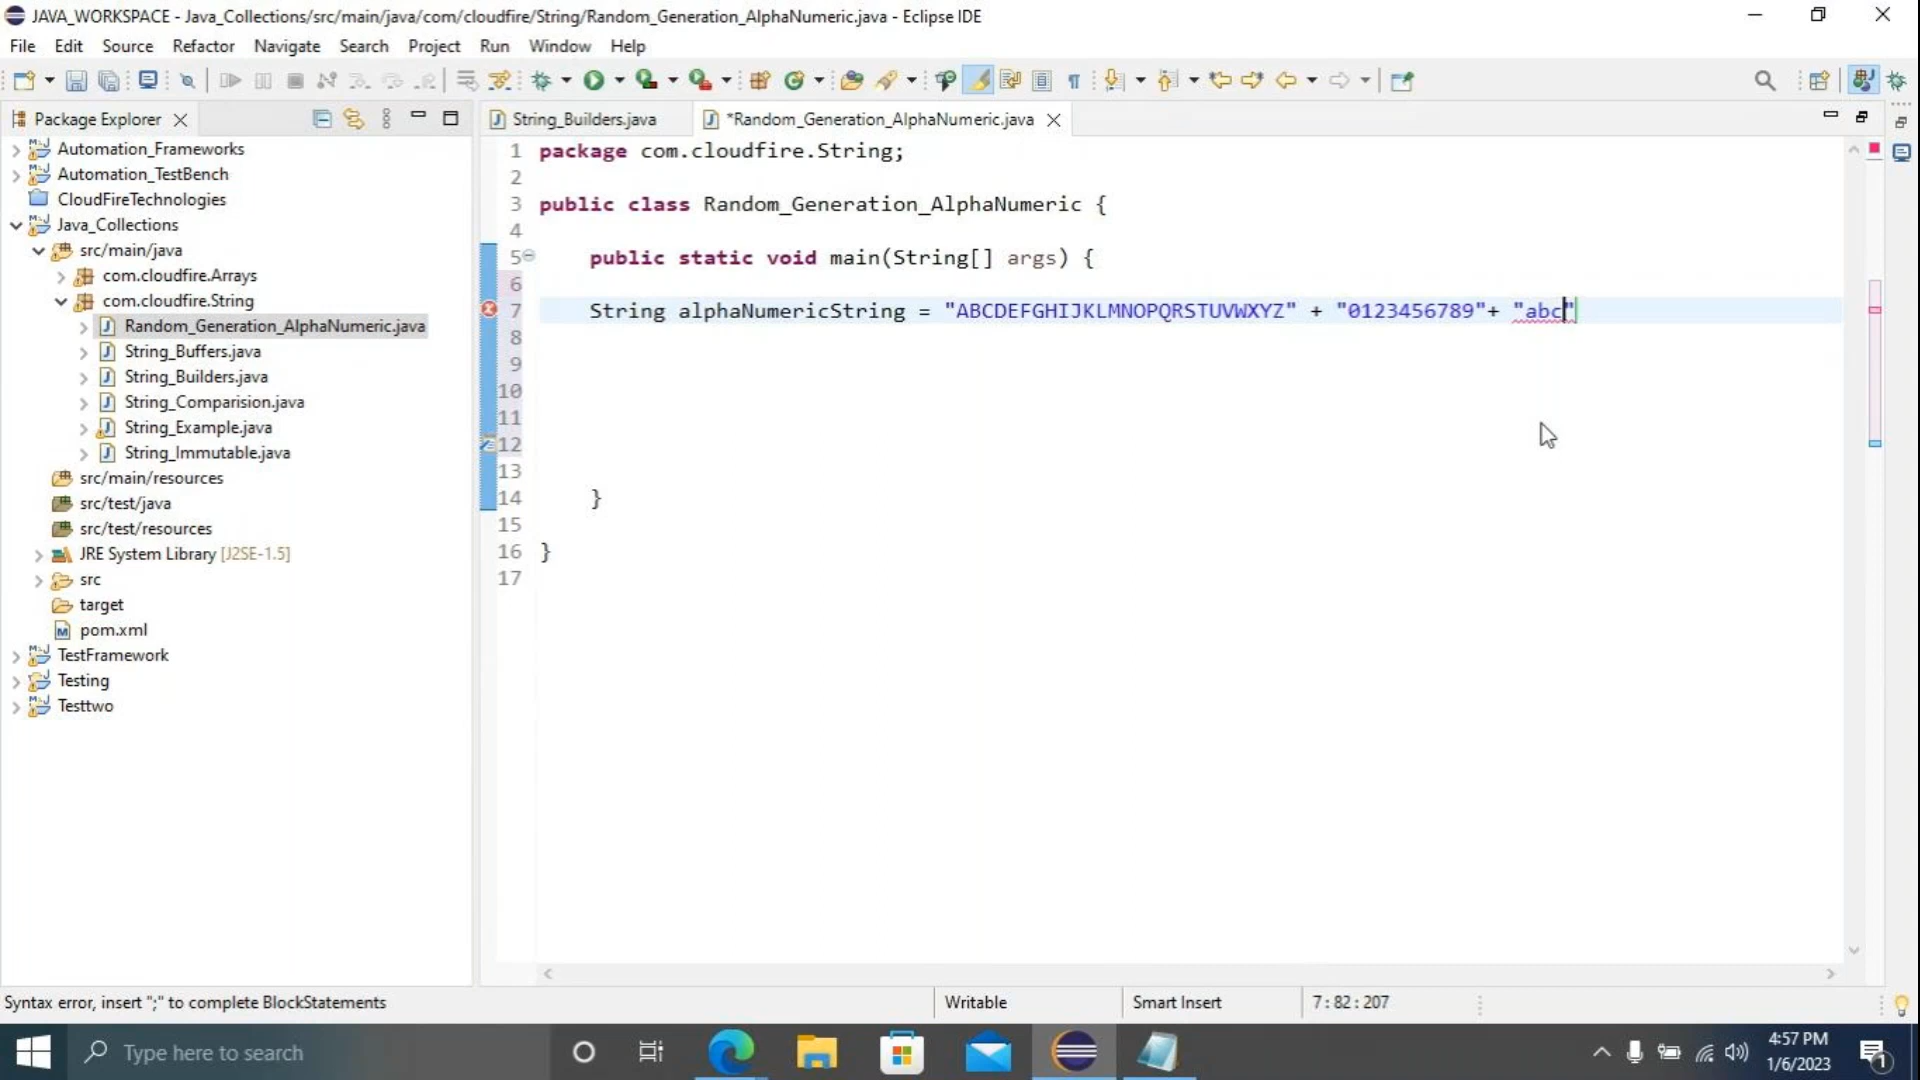 JAVA_WORKSPACE - Java_Collections/src/main/java/com/cloudfire/String/Random_Generation_AlphaNumeric.java - Eclipse IDE
File Edit Source Refactor Navigate Search Project Run Window Help
Package Explorer
String_Builders.java
*Random_Generation_AlphaNumeric.java
Automation_Frameworks
Automation_TestBench
CloudFireTechnologies
Java_Collections
src/main/java
com.cloudfire.Arrays
com.cloudfire.String
Random_Generation_AlphaNumeric.java
String_Buffers.java
String_Builders.java
String_Comparision.java
String_Example.java
String_Immutable.java
src/main/resources
src/test/java
src/test/resources
JRE System Library [J2SE-1.5]
src
target
pom.xml
TestFramework
Testing
Testtwo
1 package com.cloudfire.String;
2
3 public class Random_Generation_AlphaNumeric {
4
5 public static void main(String[] args) {
6
7 String alphaNumericString = "ABCDEFGHIJKLMNOPQRSTUVWXYZ" + "0123456789"+ "abc"
8
9
10
11
12
13
14 }
15
16 }
17
Syntax error, insert ";" to complete BlockStatements
Writable
Smart Insert
7 : 82 : 207
Type here to search
4:57 PM
1/6/2023
1